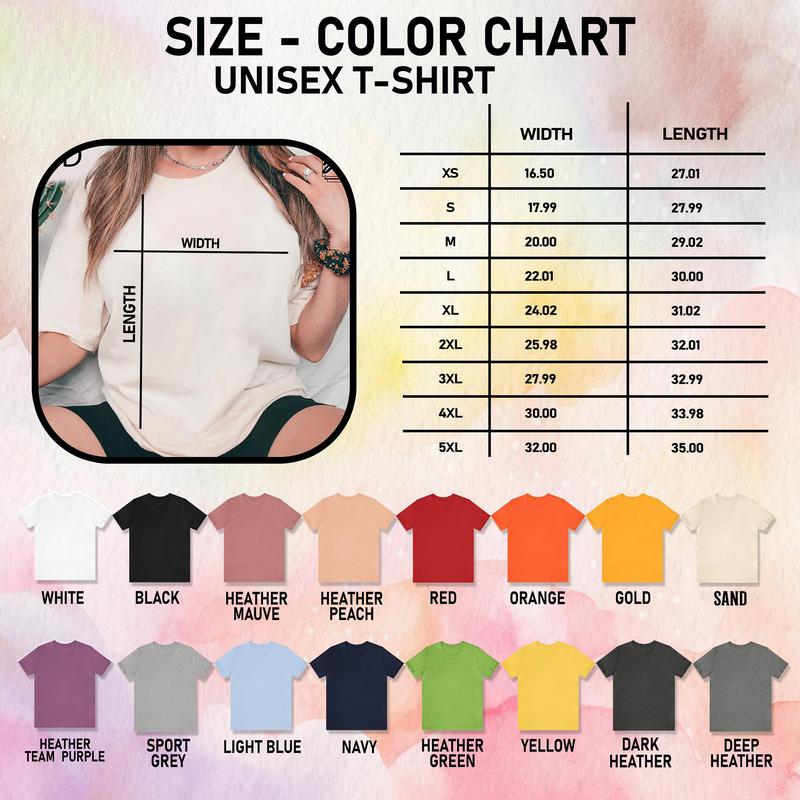 SIZE - COLOR CHART
UNISEX T-SHIRT
WIDTH LENGTH
XS 16.50 27.01
S 17.99 27.99
M 20.00 29.02
L 22.01 30.00
XL 24.02 31.02
2XL 25.98 32.01
3XL 27.99 32.99
4XL 30.00 33.98
5XL 32.00 35.00
D
WIDTH
LENGTH
WHITE BLACK HEATHER MAUVE HEATHER PEACH RED ORANGE GOLD SAND
HEATHER TEAM PURPLE SPORT GREY LIGHT BLUE NAVY HEATHER GREEN YELLOW DARK HEATHER DEEP HEATHER